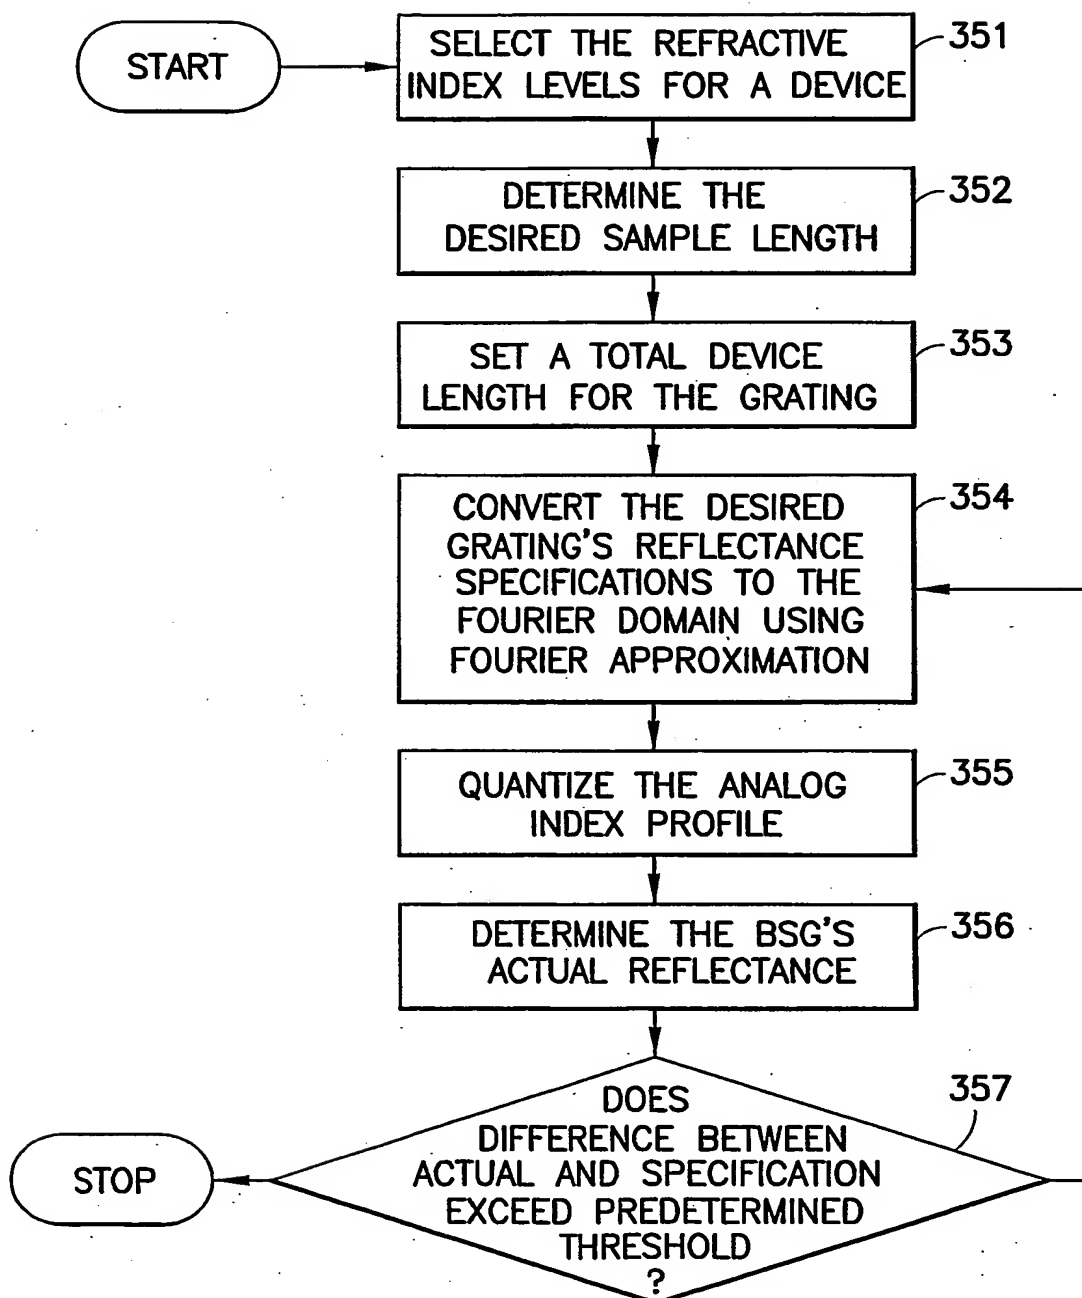 START
SELECT THE REFRACTIVE
INDEX LEVELS FOR A DEVICE
351
DETERMINE THE
DESIRED SAMPLE LENGTH
352
SET A TOTAL DEVICE
LENGTH FOR THE GRATING
353
CONVERT THE DESIRED
GRATING'S REFLECTANCE
SPECIFICATIONS TO THE
FOURIER DOMAIN USING
FOURIER APPROXIMATION
354
QUANTIZE THE ANALOG
INDEX PROFILE
355
DETERMINE THE BSG'S
ACTUAL REFLECTANCE
356
DOES
DIFFERENCE BETWEEN
ACTUAL AND SPECIFICATION
EXCEED PREDETERMINED
THRESHOLD
?
357
STOP